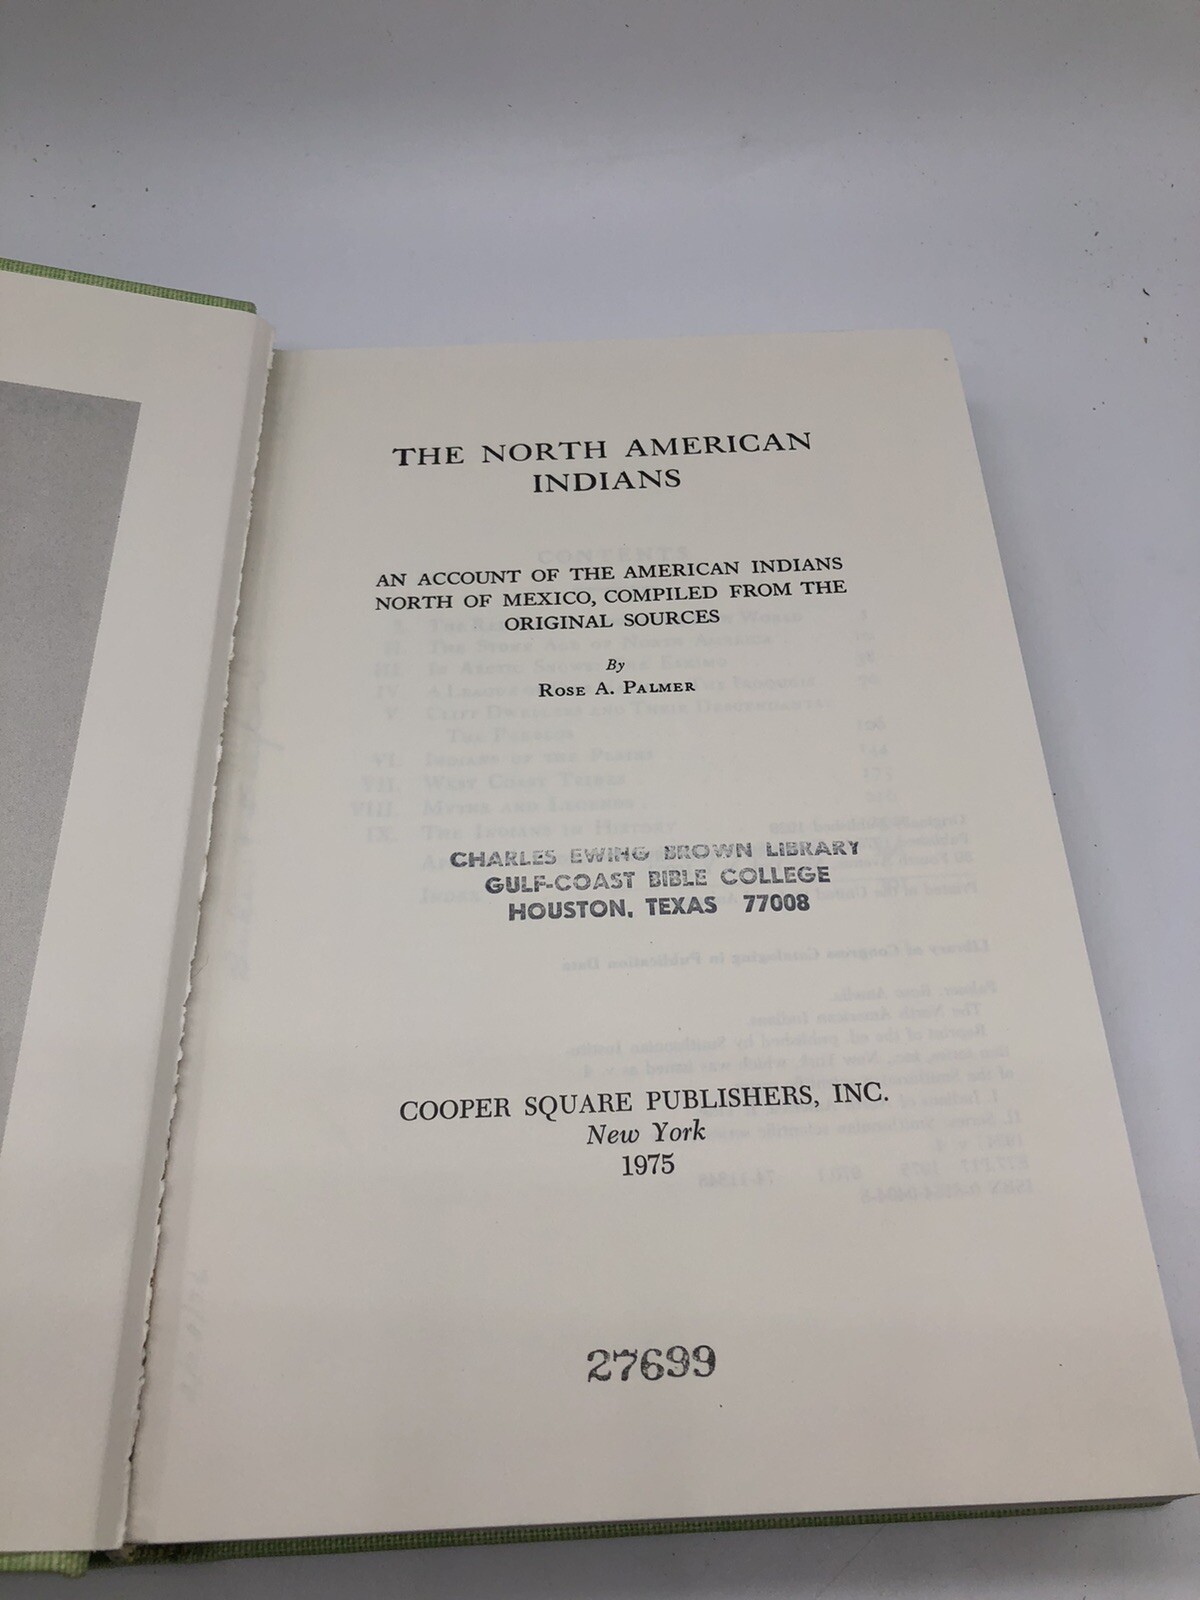 THE NORTH AMERICAN
INDIANS
AN ACCOUNT OF THE AMERICAN INDIANS
NORTH OF MEXICO, COMPILED FROM THE
ORIGINAL SOURCES
By
ROSE A. PALMER
CHARLES EWING BROWN LIBRARY
GULF-COAST BIBLE COLLEGE
HOUSTON, TEXAS 77008
COOPER SQUARE PUBLISHERS, INC.
New York
1975
27699